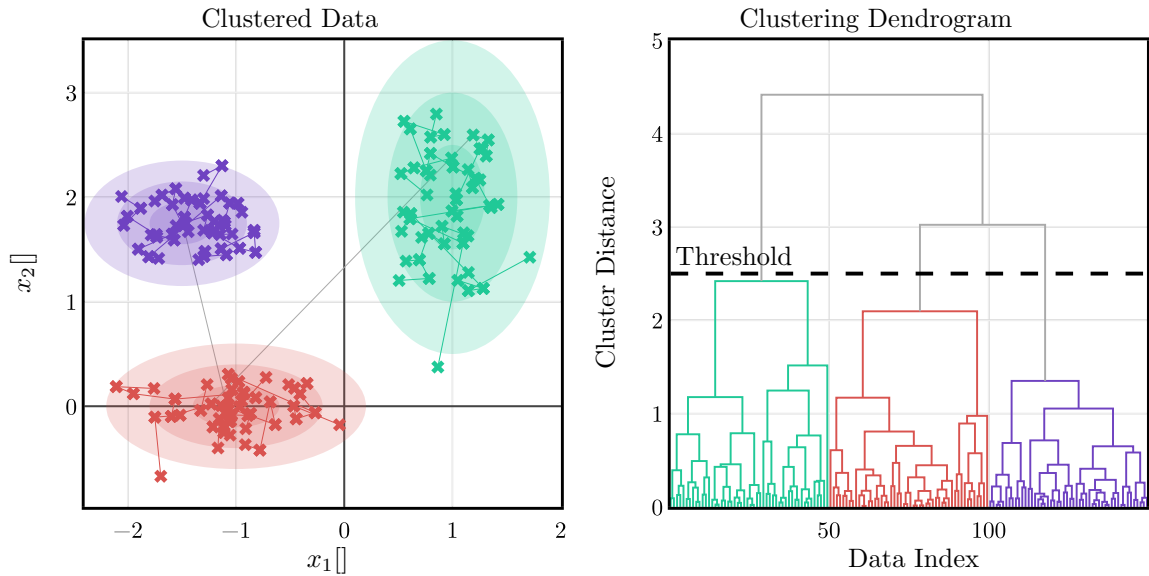 Clustered Data
3
2
1
0
−2
−1
0
1
2
x₁[]
x₂[]
Clustering Dendrogram
5
4
3
2
1
0
Threshold
50
100
Data Index
Cluster Distance